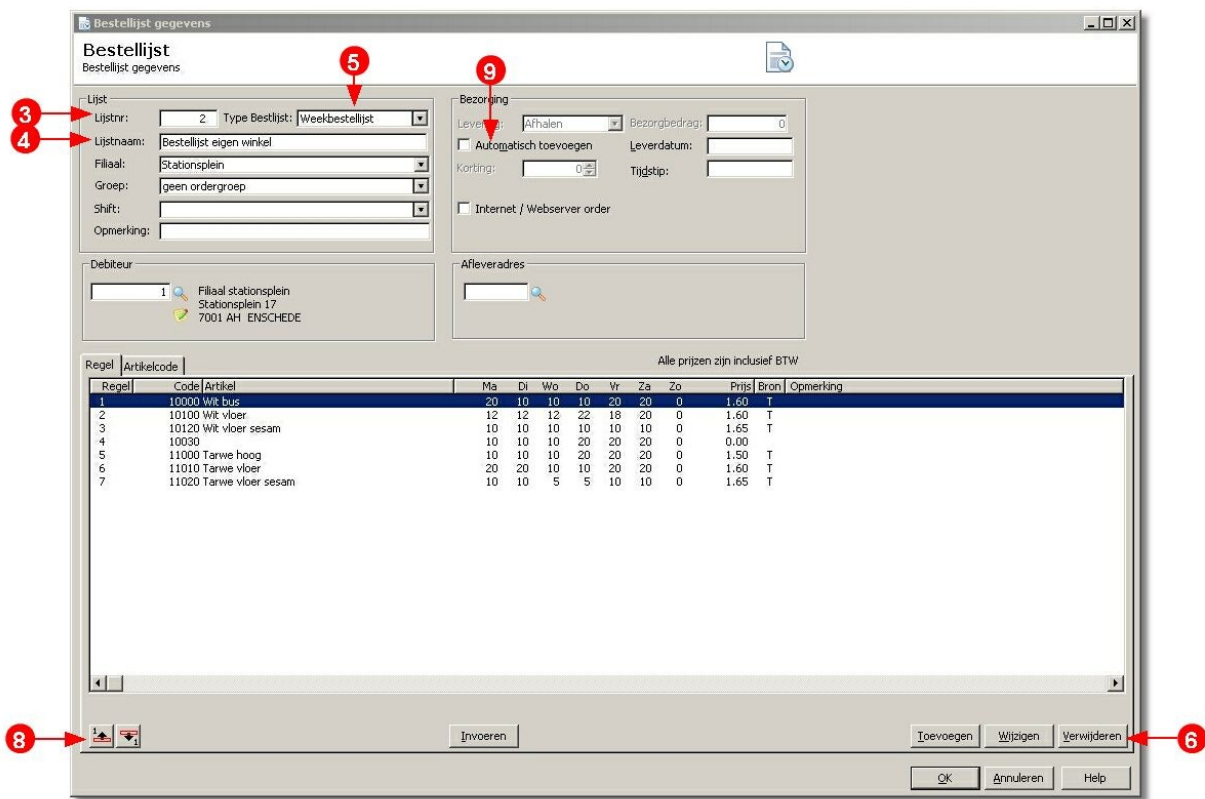 Bestellijst gegevens
Bestellijst
Bestellijst gegevens
5
9
3
4
Lijst
Lijstnr: 2 Type Bestlijst: Weekbestellijst
Lijstnaam: Bestellijst eigen winkel
Filiaal: Stationsplein
Groep: geen ordergroep
Shift:
Opmerking:
Bezorging
Levering: Afhalen Bezorgbedrag: 0
Automatisch toevoegen Leverdatum:
Korting: 0 Tijdstip:
Internet / Webserver order
Debiteur
1 Filiaal stationsplein
Stationsplein 17
7001 AH ENSCHEDE
Afleveradres
Regel Artikelcode Alle prijzen zijn inclusief BTW
Regel Code Artikel Ma Di Wo Do Vr Za Zo Prijs Bron Opmerking
1 10000 Wit bus 20 10 10 10 20 20 0 1.60 T
2 10100 Wit vloer 12 12 12 22 18 20 0 1.60 T
3 10120 Wit vloer sesam 10 10 10 10 10 10 0 1.65 T
4 10030 10 10 10 20 20 20 0 0.00
5 11000 Tarwe hoog 10 10 10 20 20 20 0 1.50 T
6 11010 Tarwe vloer 20 20 10 10 20 20 0 1.60 T
7 11020 Tarwe vloer sesam 10 10 5 5 10 10 0 1.65 T
8
1 1
Invoeren Toevoegen Wijzigen Verwijderen
6
OK Annuleren Help